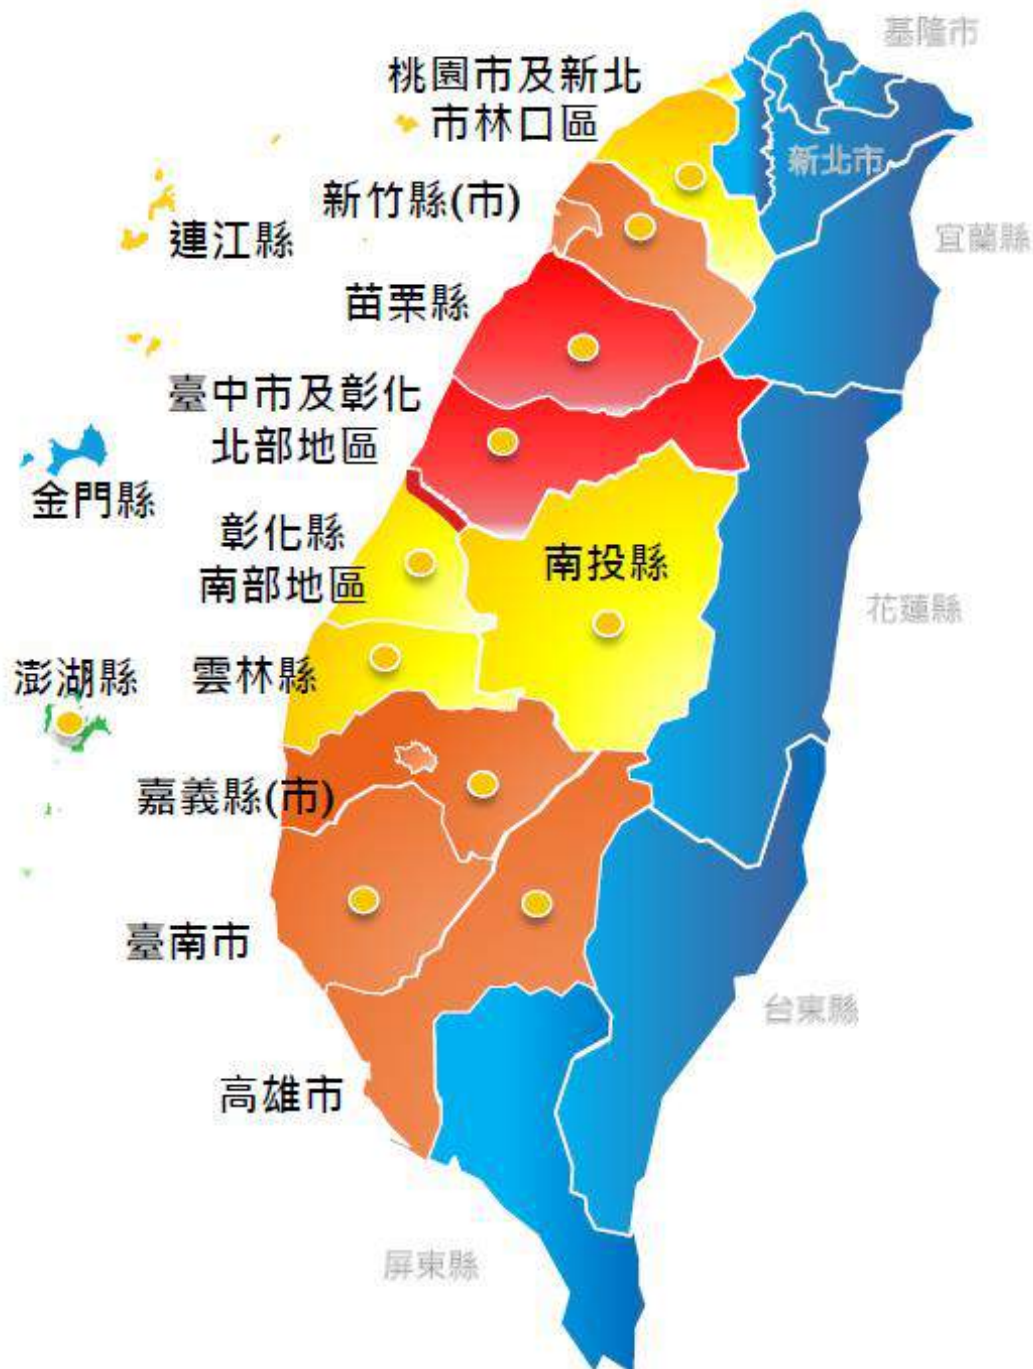 基隆市
桃園市及新北
市林口區
新北市
新竹縣(市)
連江縣
宜蘭縣
苗栗縣
臺中市及彰化
北部地區
金門縣
彰化縣
南部地區
南投縣
花蓮縣
澎湖縣
雲林縣
嘉義縣(市)
臺南市
台東縣
高雄市
屏東縣